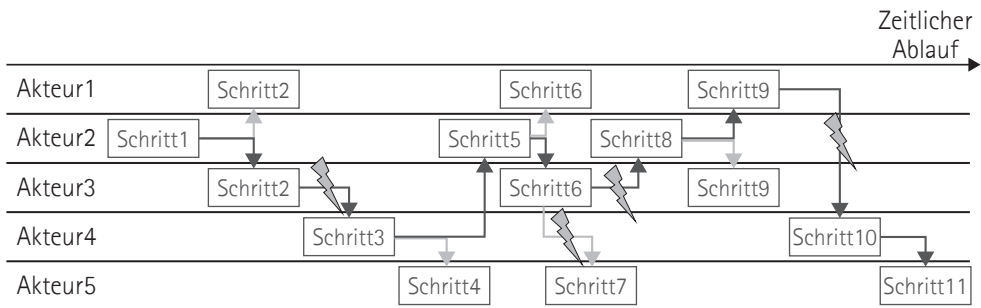 Zeitlicher
Ablauf
Akteur1
Schritt2
Schritt6
Schritt9
Akteur2
Schritt1
Schritt5
Schritt8
Akteur3
Schritt2
Schritt6
Schritt9
Akteur4
Schritt3
Schritt10
Akteur5
Schritt4
Schritt7
Schritt11